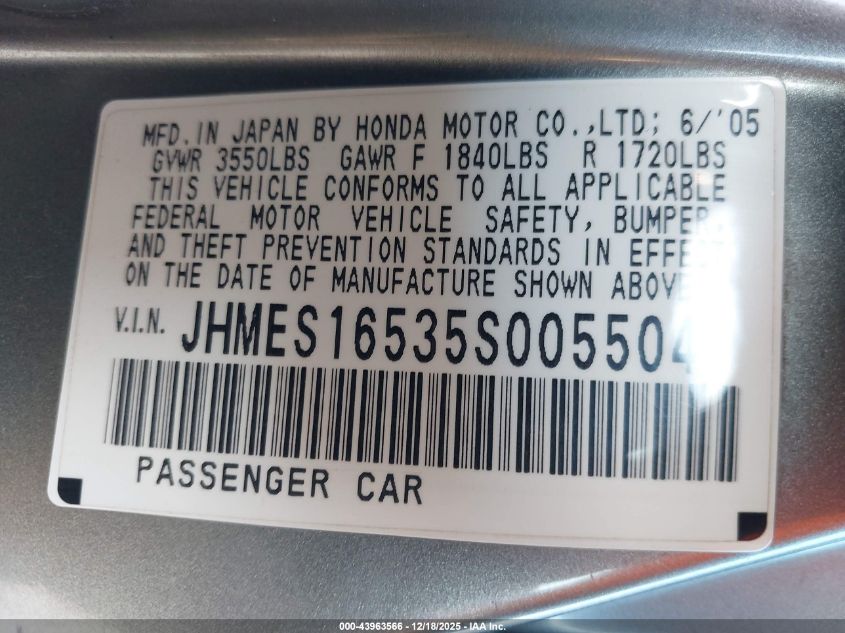 MFD. IN JAPAN BY HONDA MOTOR CO.,LTD; 6/'05
GVWR 3550LBS GAWR F 1840LBS R 1720LBS
THIS VEHICLE CONFORMS TO ALL APPLICABLE
FEDERAL MOTOR VEHICLE SAFETY, BUMPER,
AND THEFT PREVENTION STANDARDS IN EFFECT
ON THE DATE OF MANUFACTURE SHOWN ABOVE.
V.I.N. JHMES16535S005504
PASSENGER CAR
000-43963566 - 12/18/2025 - IAA Inc.